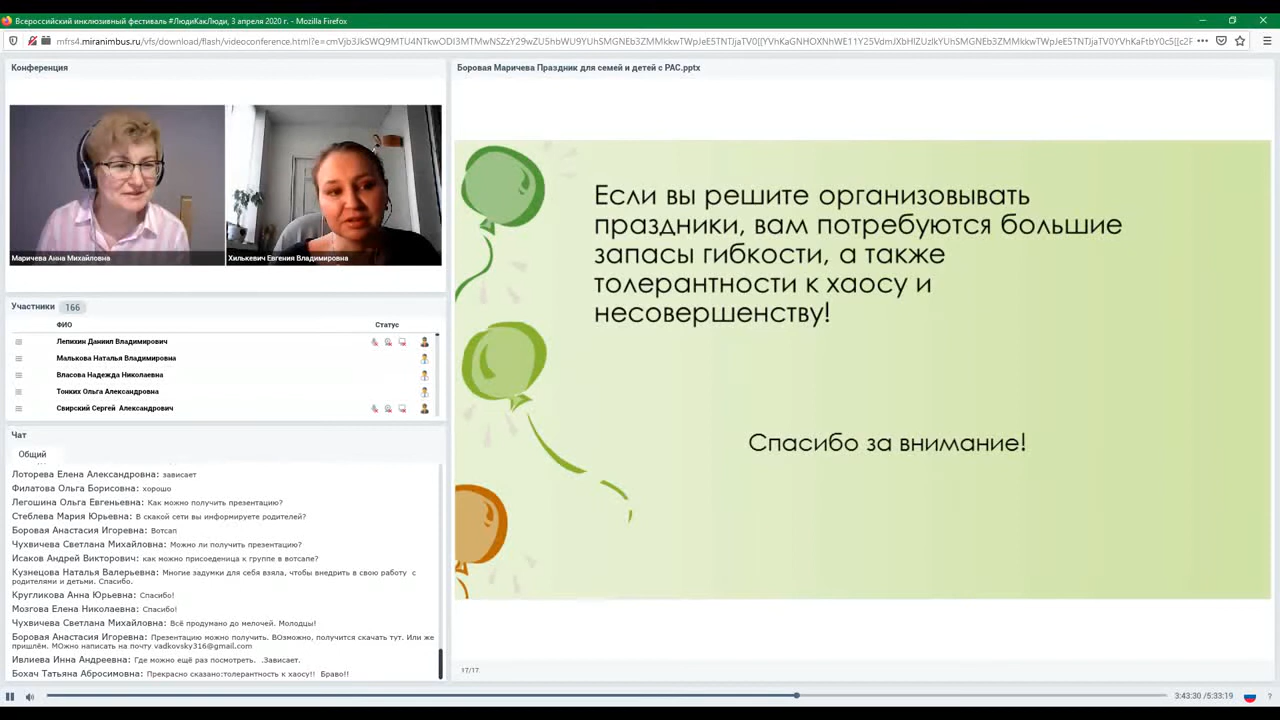 Всероссийский инклюзивный фестиваль #ЛюдиКакЛюди, 3 апреля 2020 г. - Mozilla Firefox
Конференция
Маричева Анна Михайловна
Хилькевич Евгения Владимировна
Участники 166
ФИО Статус
Лепихин Даниил Владимирович
Малькова Наталья Владимировна
Власова Надежда Николаевна
Тонких Ольга Александровна
Свирский Сергей Александрович
Чат
Общий
Лоторева Елена Александровна: зависает
Филатова Ольга Борисовна: хорошо
Легошина Ольга Евгеньевна: Как можно получить презентацию?
Стеблева Мария Юрьевна: В скакой сети вы информируете родителей?
Боровая Анастасия Игоревна: Вотсап
Чухвичева Светлана Михайловна: Можно ли получить презентацию?
Исаков Андрей Викторович: как можно присоеденица к группе в вотсапе?
Кузнецова Наталья Валерьевна: Многие задумки для себя взяла, чтобы внедрить в свою работу с
родителями и детьми. Спасибо.
Кругликова Анна Юрьевна: Спасибо!
Мозгова Елена Николаевна: Спасибо!
Чухвичева Светлана Михайловна: Всё продумано до мелочей. Молодцы!
Боровая Анастасия Игоревна: Презентацию можно получить. ВОзможно, получится скачать тут. Или же
пришлём. МОжно написать на почту vadkovsky316@gmail.com
Ивлиева Инна Андреевна: Где можно ещё раз посмотреть. .Зависает.
Бохач Татьяна Абросимовна: Прекрасно сказано:толерантность к хаосу!! Браво!!
Боровая Маричева Праздник для семей и детей с РАС.pptx
Если вы решите организовывать
праздники, вам потребуются большие
запасы гибкости, а также
толерантности к хаосу и
несовершенству!
Спасибо за внимание!
17/17
3:43:30 /5:33:19 ?